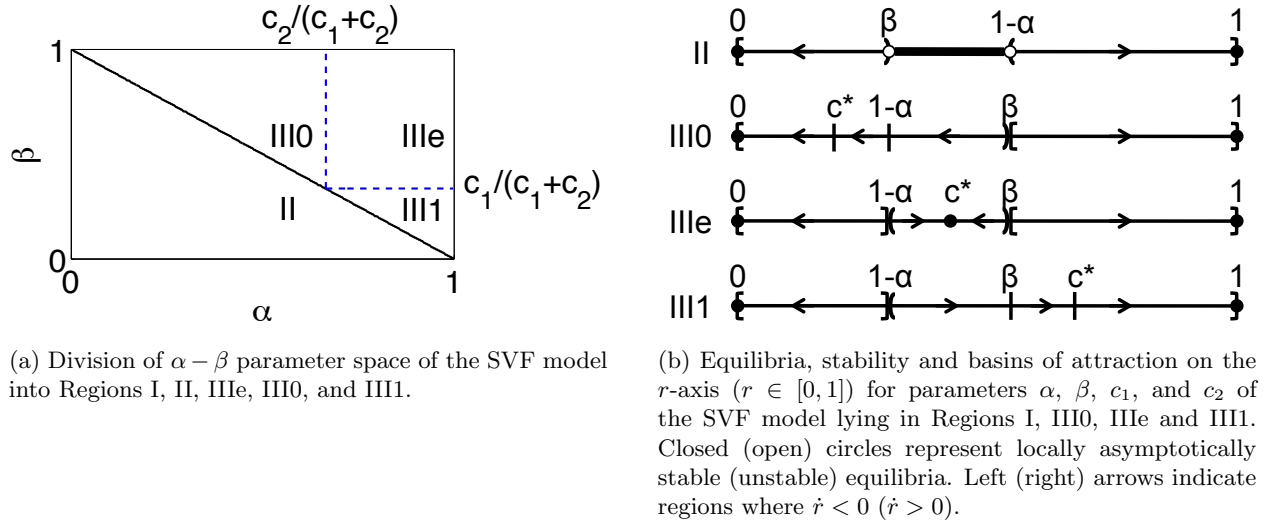 c₂/(c₁+c₂)
1
III0
IIIe
β
c₁/(c₁+c₂)
II
III1
0
0
1
α
(a) Division of α − β parameter space of the SVF model
into Regions I, II, IIIe, III0, and III1.
0 β 1-α 1
II
0 c* 1-α β 1
III0
0 1-α c* β 1
IIIe
0 1-α β c* 1
III1
(b) Equilibria, stability and basins of attraction on the
r-axis (r ∈ [0, 1]) for parameters α, β, c₁, and c₂ of
the SVF model lying in Regions I, III0, IIIe and III1.
Closed (open) circles represent locally asymptotically
stable (unstable) equilibria. Left (right) arrows indicate
regions where ṙ < 0 (ṙ > 0).